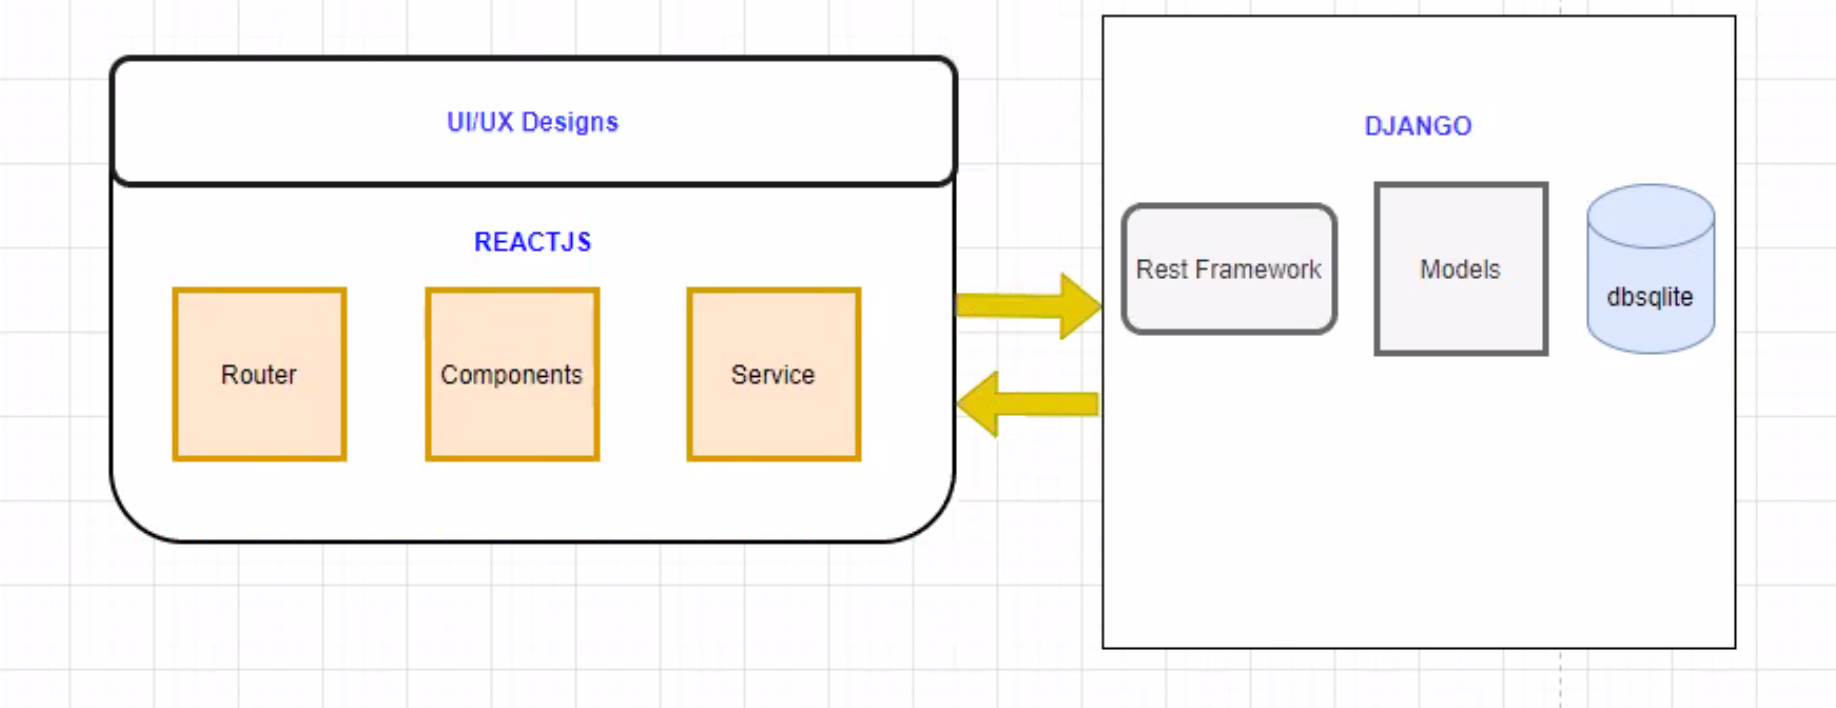 UI/UX Designs
REACTJS
Router
Components
Service
DJANGO
Rest Framework
Models
dbsqlite